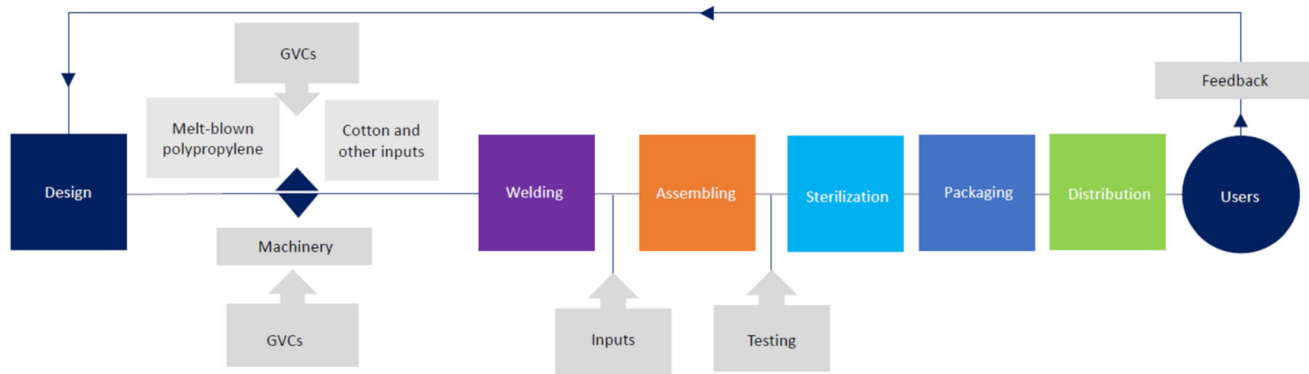 GVCs
Feedback
Melt-blown
polypropylene
Cotton and
other inputs
Design
Welding
Assembling
Sterilization
Packaging
Distribution
Users
Machinery
GVCs
Inputs
Testing